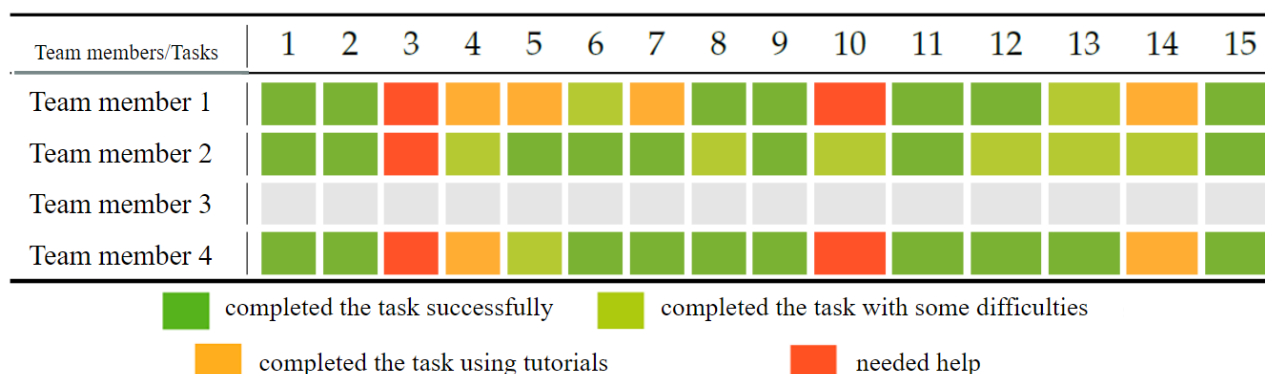 Team members/Tasks 1 2 3 4 5 6 7 8 9 10 11 12 13 14 15
Team member 1
Team member 2
Team member 3
Team member 4
completed the task successfully completed the task with some difficulties
completed the task using tutorials needed help